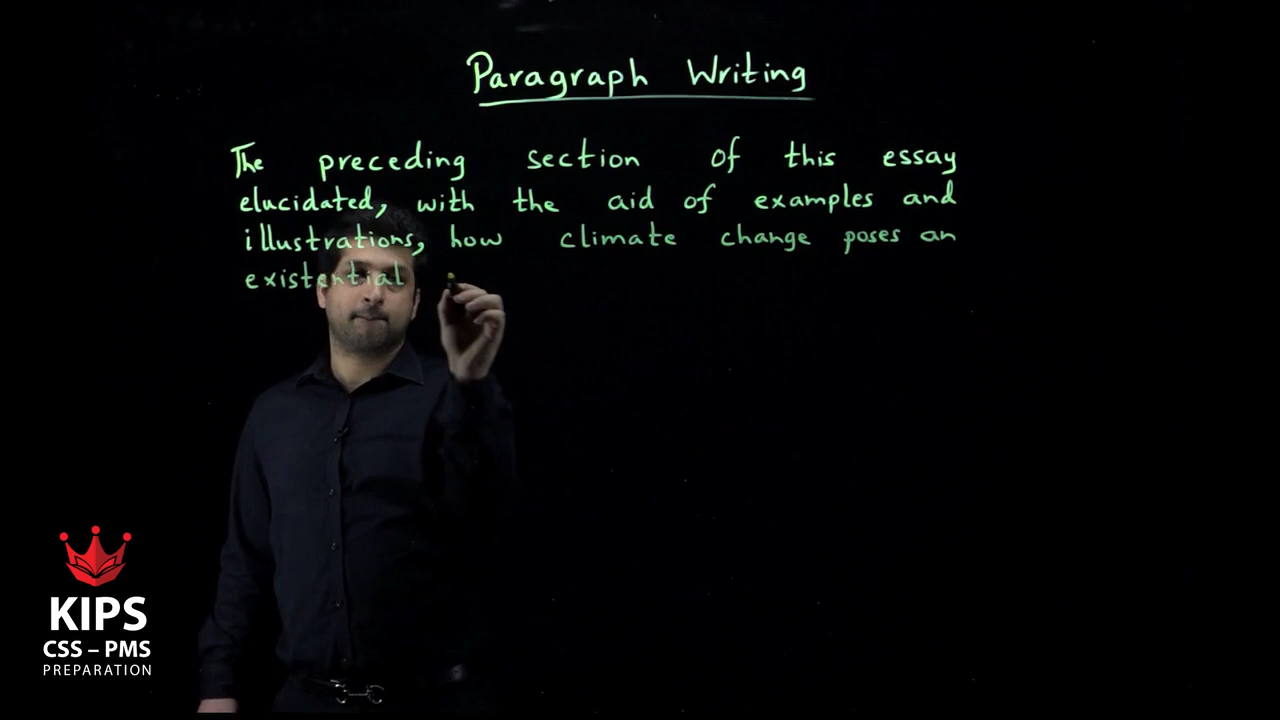 Paragraph Writing
The preceding section of this essay
elucidated, with the aid of examples and
illustrations, how climate change poses an
existential
KIPS
CSS – PMS
PREPARATION